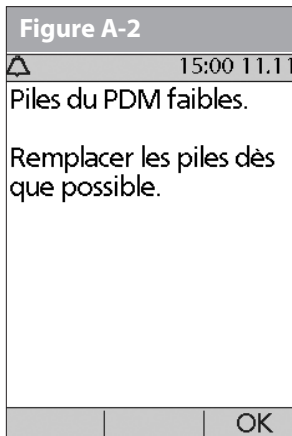 Figure A-2
15:00 11.11
Piles du PDM faibles.
Remplacer les piles dès
que possible.
OK